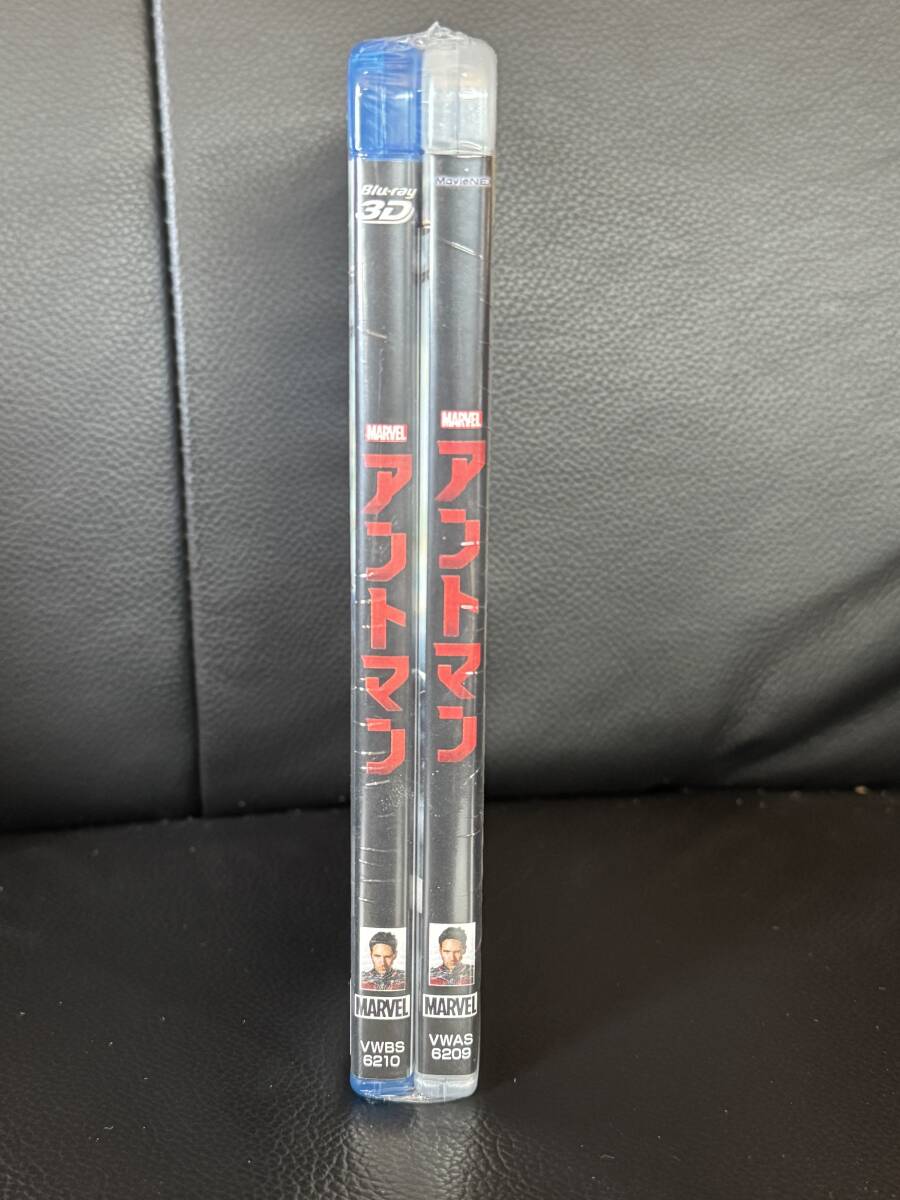 Blu-ray
3D
MARVEL
アントマン
MARVEL
VWBS
6210
MovieNEX
MARVEL
アントマン
MARVEL
VWAS
6209